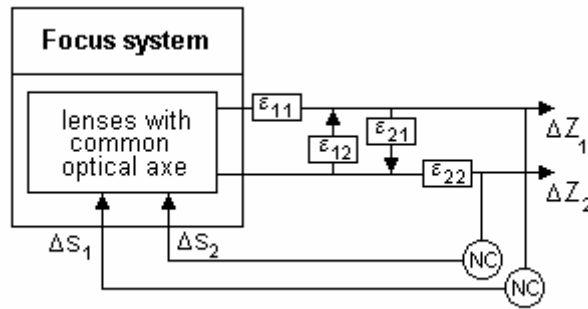 Focus system
lenses with
common
optical axe
ε11
ε12
ε21
ε22
ΔZ1
ΔZ2
ΔS1
ΔS2
NC
NC